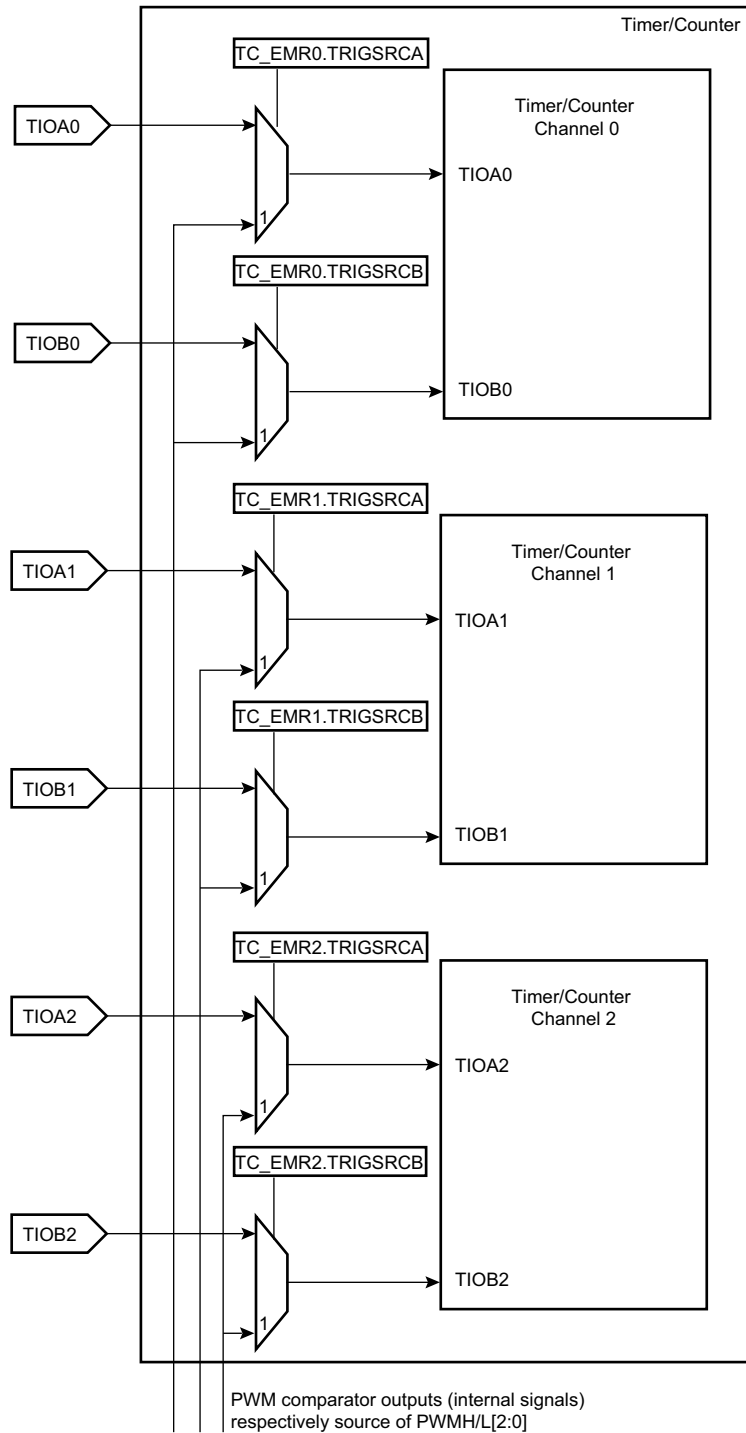 Timer/Counter
TC_EMR0.TRIGSRCA
TIOA0
Timer/Counter
Channel 0
TIOA0
1
TC_EMR0.TRIGSRCB
TIOB0
TIOB0
1
TC_EMR1.TRIGSRCA
TIOA1
Timer/Counter
Channel 1
TIOA1
1
TC_EMR1.TRIGSRCB
TIOB1
TIOB1
1
TC_EMR2.TRIGSRCA
TIOA2
Timer/Counter
Channel 2
TIOA2
1
TC_EMR2.TRIGSRCB
TIOB2
TIOB2
1
PWM comparator outputs (internal signals)
respectively source of PWMH/L[2:0]